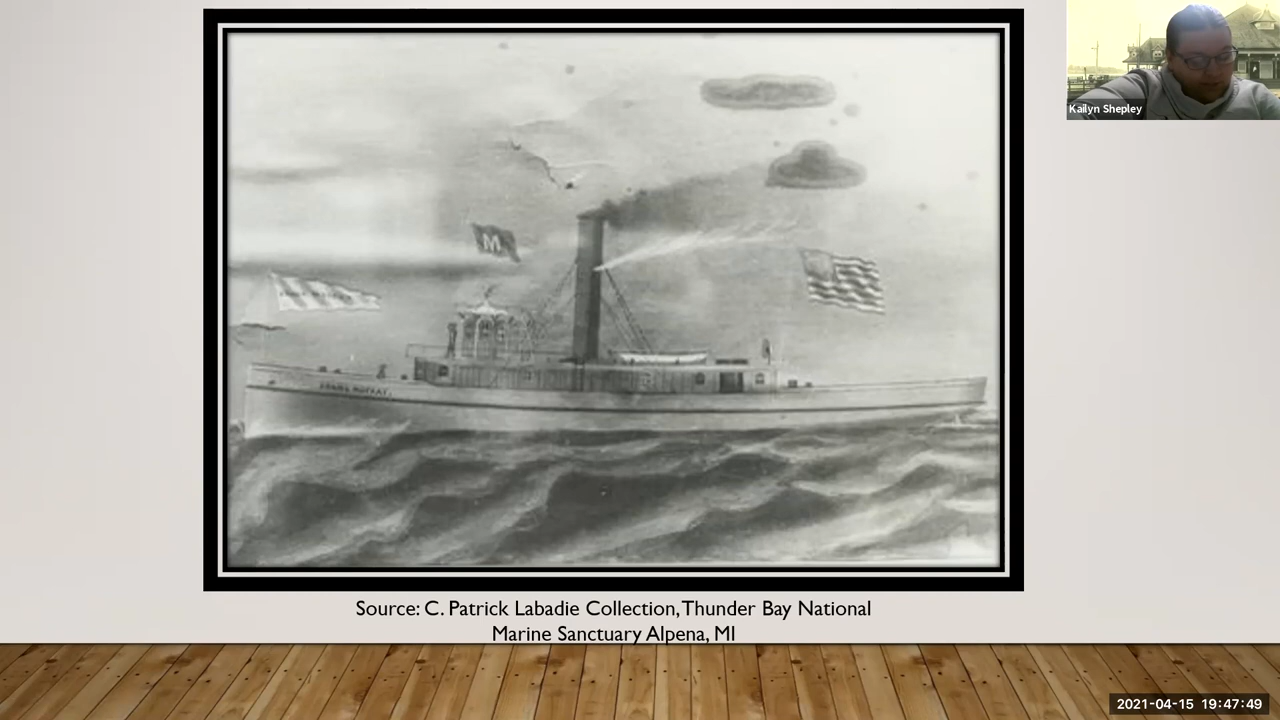 Kailyn Shepley
M
Source: C. Patrick Labadie Collection, Thunder Bay National
Marine Sanctuary Alpena, MI
2021-04-15 19:47:49